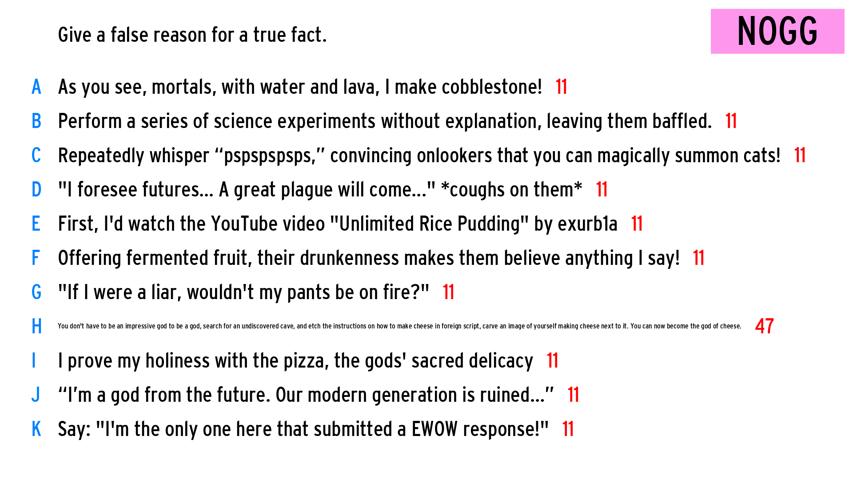 Give a false reason for a true fact.
NOGG
A As you see, mortals, with water and lava, I make cobblestone! 11
B Perform a series of science experiments without explanation, leaving them baffled. 11
C Repeatedly whisper “pspspspsps,” convincing onlookers that you can magically summon cats! 11
D "I foresee futures... A great plague will come..." *coughs on them* 11
E First, I'd watch the YouTube video "Unlimited Rice Pudding" by exurb1a 11
F Offering fermented fruit, their drunkenness makes them believe anything I say! 11
G "If I were a liar, wouldn't my pants be on fire?" 11
H You don't have to be an impressive god to be a god, search for an undiscovered cave, and etch the instructions on how to make cheese in foreign script, carve an image of yourself making cheese next to it. You can now become the god of cheese. 47
I I prove my holiness with the pizza, the gods' sacred delicacy 11
J “I’m a god from the future. Our modern generation is ruined...” 11
K Say: "I'm the only one here that submitted a EWOW response!" 11